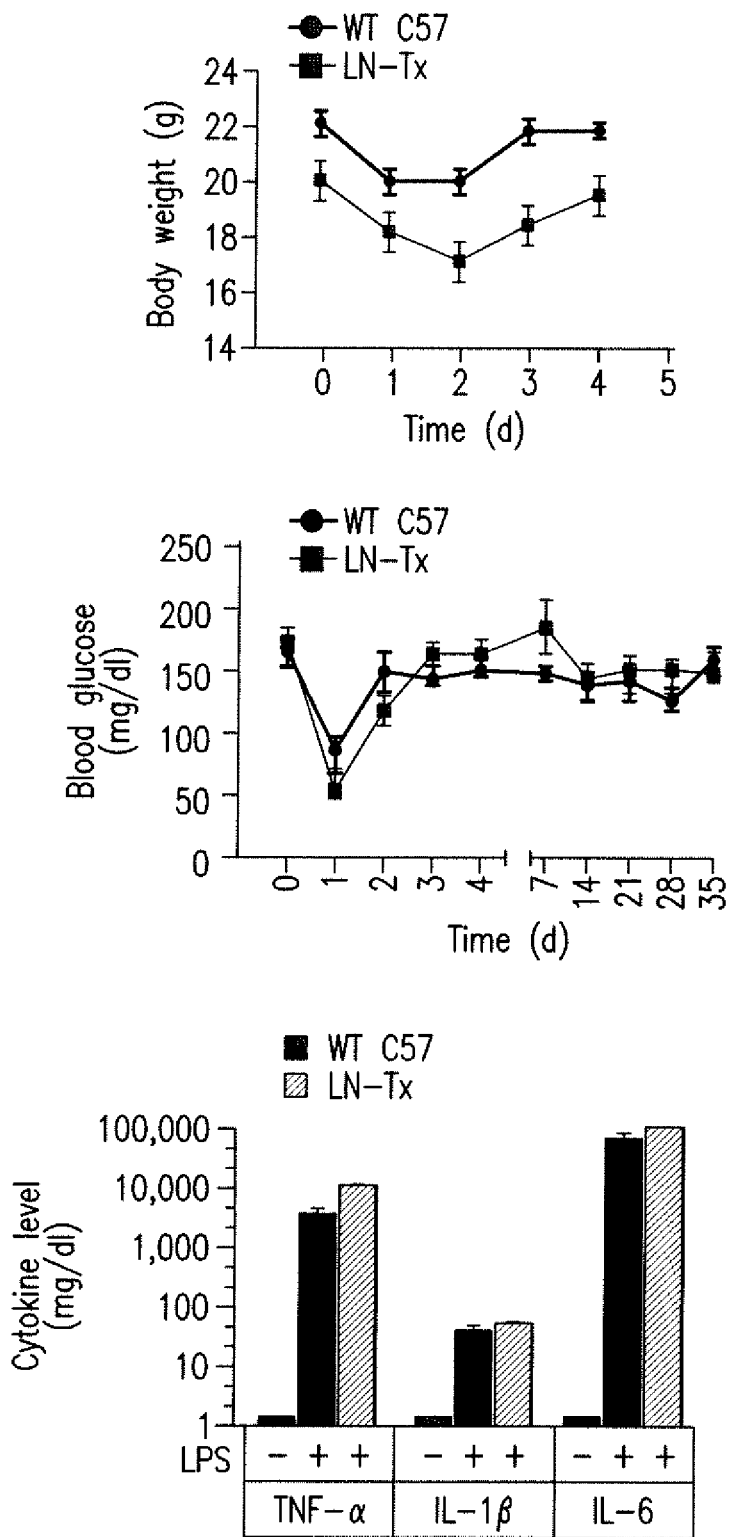 WT C57
LN-Tx
24
22
20
18
16
14
Body weight (g)
0 1 2 3 4 5
Time (d)
WT C57
LN-Tx
250
200
150
100
50
0
Blood glucose
(mg/dl)
0 1 2 3 4 7 14 21 28 35
Time (d)
WT C57
LN-Tx
100,000
10,000
1,000
100
10
1
Cytokine level
(mg/dl)
LPS - + + - + + - + +
TNF-α IL-1β IL-6